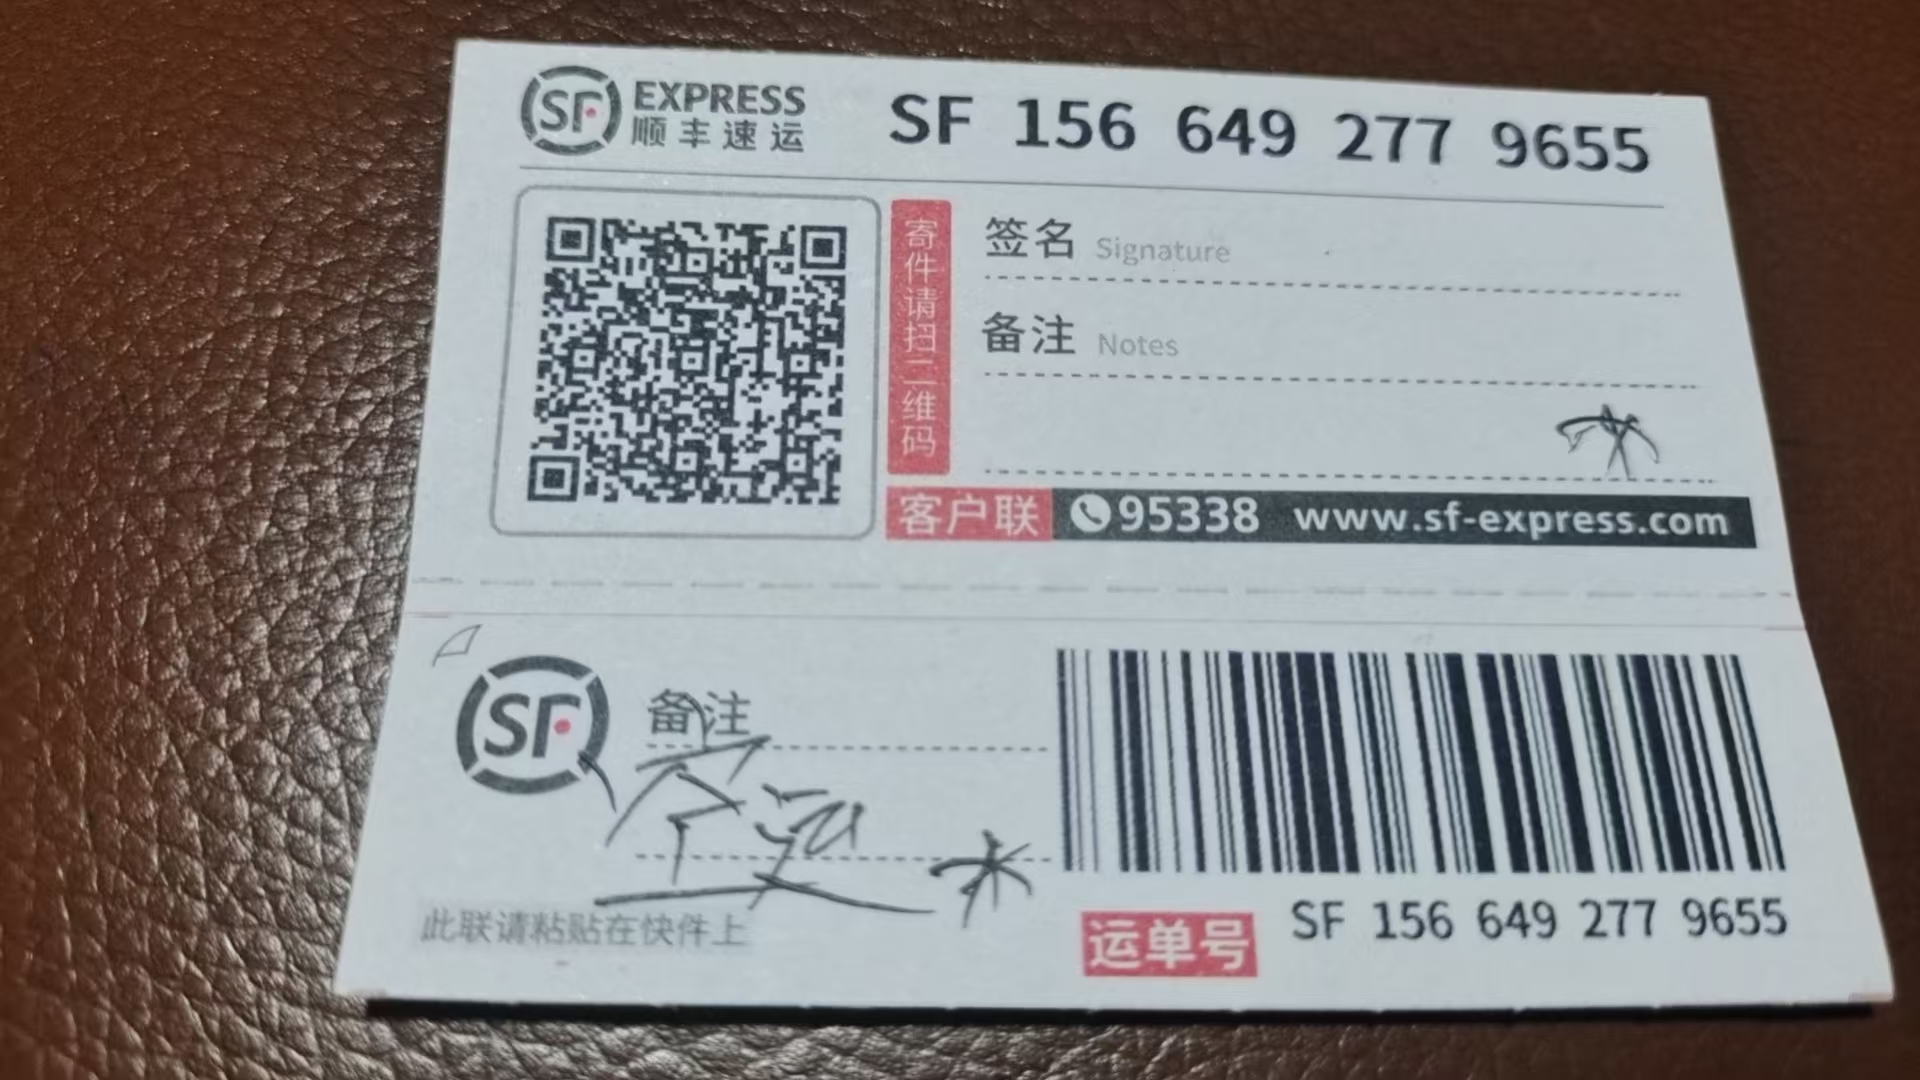 SF EXPRESS
顺丰速运
SF 156 649 277 9655
寄件请扫二维码
签名 Signature
备注 Notes
客户联 95338 www.sf-express.com
SF
备注
此联请粘贴在快件上
运单号 SF 156 649 277 9655